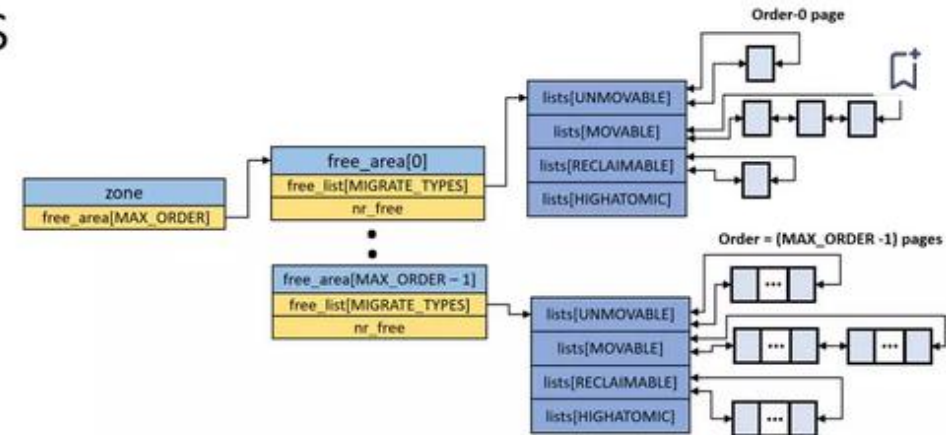 S
Order-0 page
lists[UNMOVABLE]
lists[MOVABLE]
lists[RECLAIMABLE]
lists[HIGHATOMIC]
free_area[0]
free_list[MIGRATE_TYPES]
nr_free
zone
free_area[MAX_ORDER]
Order = (MAX_ORDER -1) pages
free_area[MAX_ORDER – 1]
free_list[MIGRATE_TYPES]
nr_free
lists[UNMOVABLE]
lists[MOVABLE]
lists[RECLAIMABLE]
lists[HIGHATOMIC]